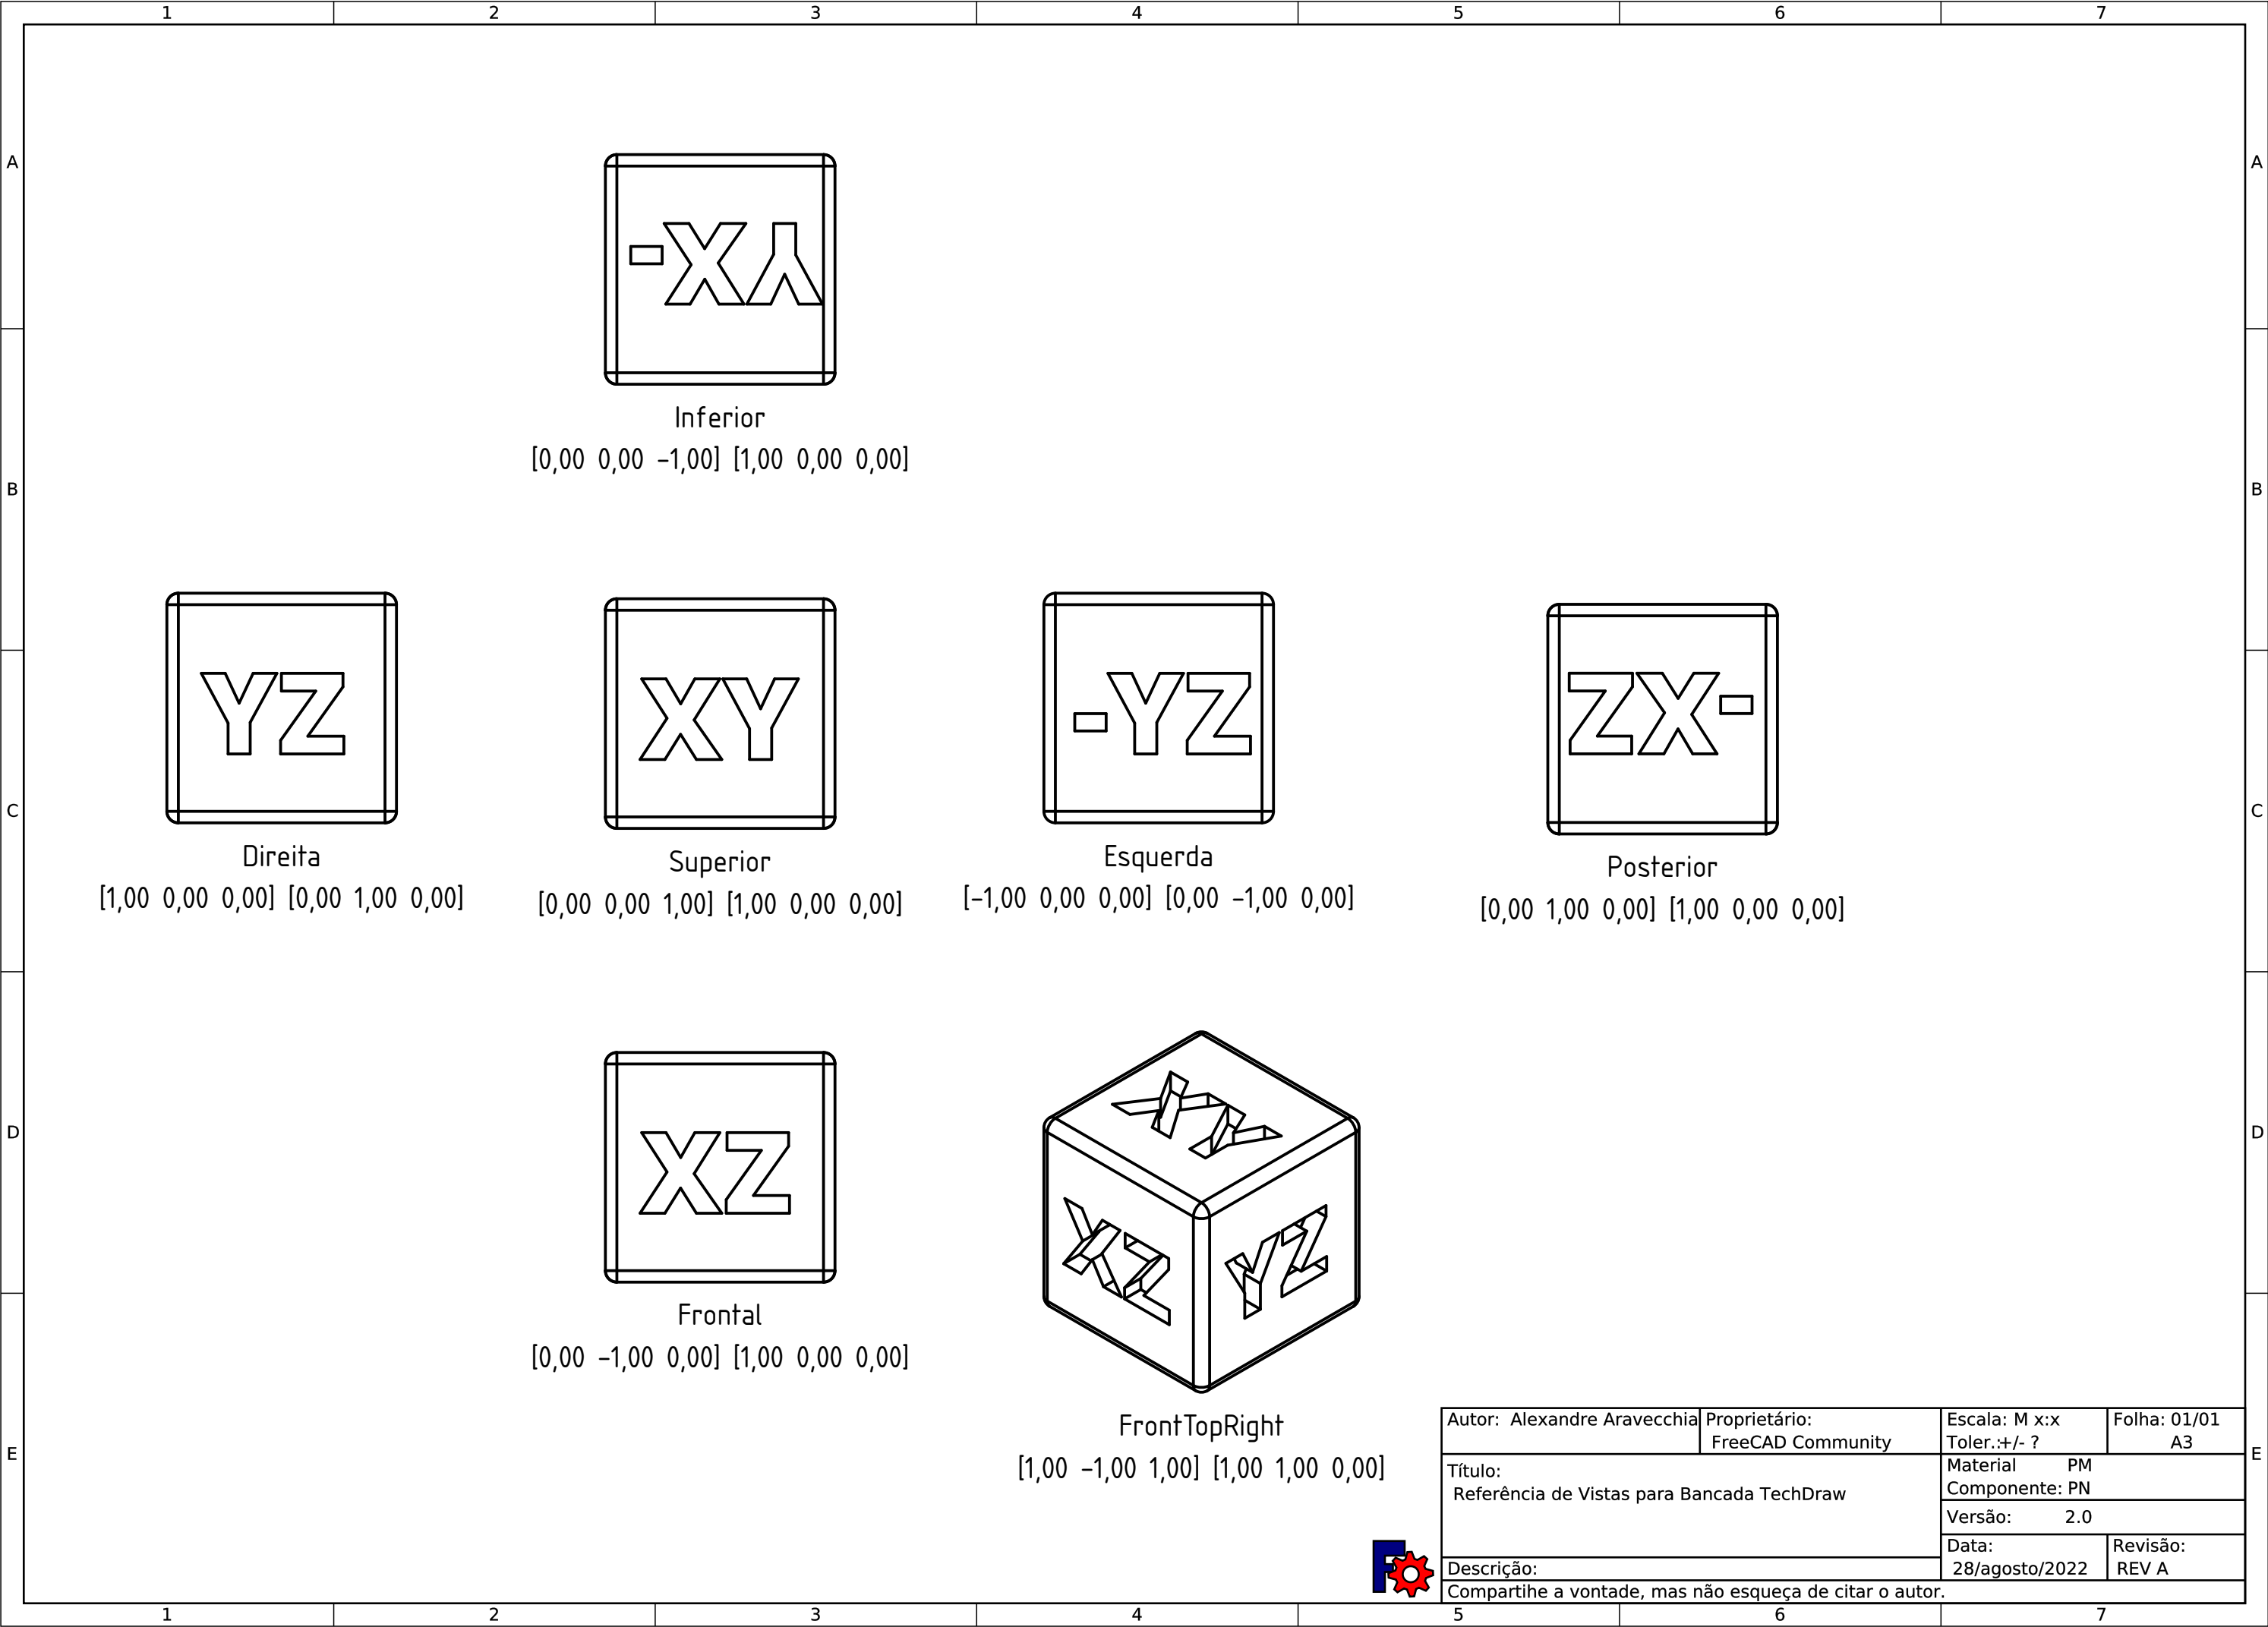 1 2 3 4 5 6 7
A A
-XY
Inferior
[0,00 0,00 -1,00] [1,00 0,00 0,00]
B B
YZ XY -YZ ZX-
Direita Superior Esquerda Posterior
[1,00 0,00 0,00] [0,00 1,00 0,00] [0,00 0,00 1,00] [1,00 0,00 0,00] [-1,00 0,00 0,00] [0,00 -1,00 0,00] [0,00 1,00 0,00] [1,00 0,00 0,00]
C C
XZ
Frontal
[0,00 -1,00 0,00] [1,00 0,00 0,00]
XY
XZ YZ
FrontTopRight
[1,00 -1,00 1,00] [1,00 1,00 0,00]
D D
E E
Autor: Alexandre Aravecchia
Proprietário:
FreeCAD Community
Escala: M x:x
Toler.:+/- ?
Folha: 01/01
A3
Título:
Referência de Vistas para Bancada TechDraw
Material PM
Componente: PN
Versão: 2.0
Data:
28/agosto/2022
Revisão:
REV A
Descrição:
Compartihe a vontade, mas não esqueça de citar o autor.
F
1 2 3 4 5 6 7